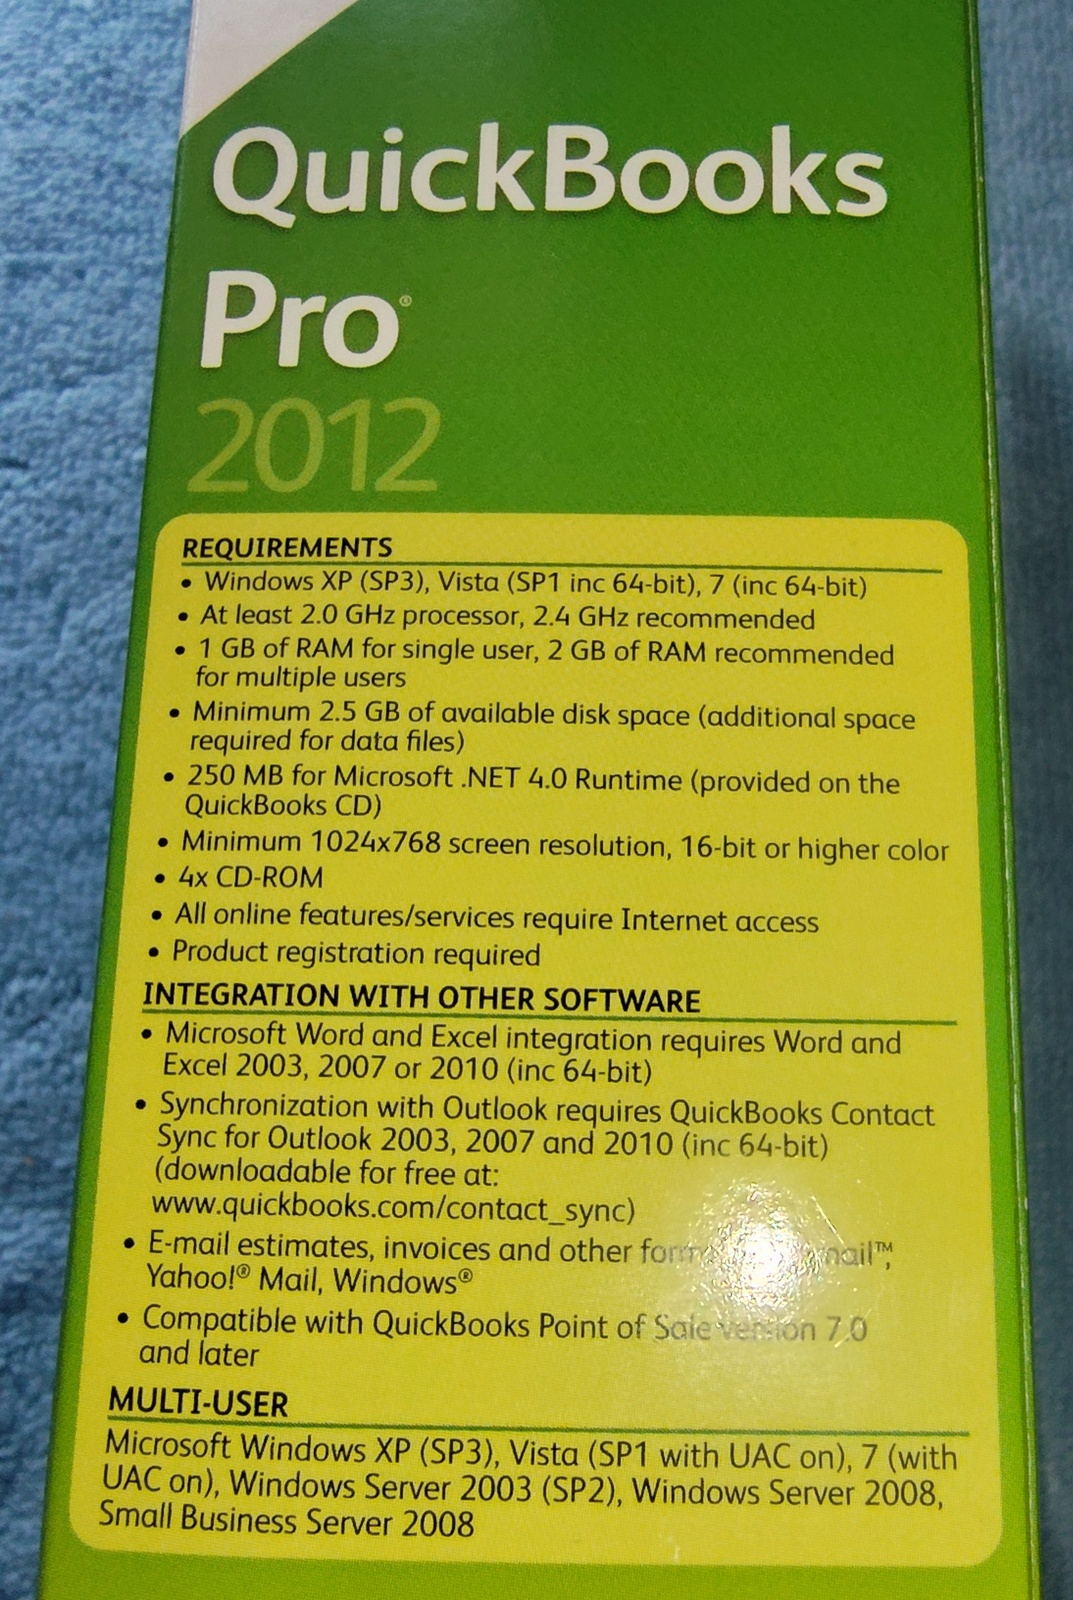 QuickBooks
Pro®
2012
REQUIREMENTS
• Windows XP (SP3), Vista (SP1 inc 64-bit), 7 (inc 64-bit)
• At least 2.0 GHz processor, 2.4 GHz recommended
• 1 GB of RAM for single user, 2 GB of RAM recommended
for multiple users
• Minimum 2.5 GB of available disk space (additional space
required for data files)
• 250 MB for Microsoft .NET 4.0 Runtime (provided on the
QuickBooks CD)
• Minimum 1024x768 screen resolution, 16-bit or higher color
• 4x CD-ROM
• All online features/services require Internet access
• Product registration required
INTEGRATION WITH OTHER SOFTWARE
• Microsoft Word and Excel integration requires Word and
Excel 2003, 2007 or 2010 (inc 64-bit)
• Synchronization with Outlook requires QuickBooks Contact
Sync for Outlook 2003, 2007 and 2010 (inc 64-bit)
(downloadable for free at:
www.quickbooks.com/contact_sync)
• E-mail estimates, invoices and other
Yahoo!® Mail, Windows®
• Compatible with QuickBooks Point of Sale version 7.0
and later
MULTI-USER
Microsoft Windows XP (SP3), Vista (SP1 with UAC on), 7 (with
UAC on), Windows Server 2003 (SP2), Windows Server 2008,
Small Business Server 2008